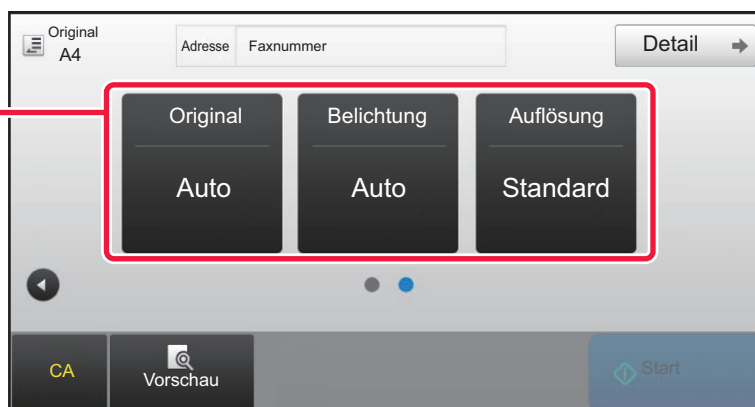 Original
A4
Adresse Faxnummer
Detail
Original Belichtung Auflösung
Auto Auto Standard
CA
Vorschau
Start